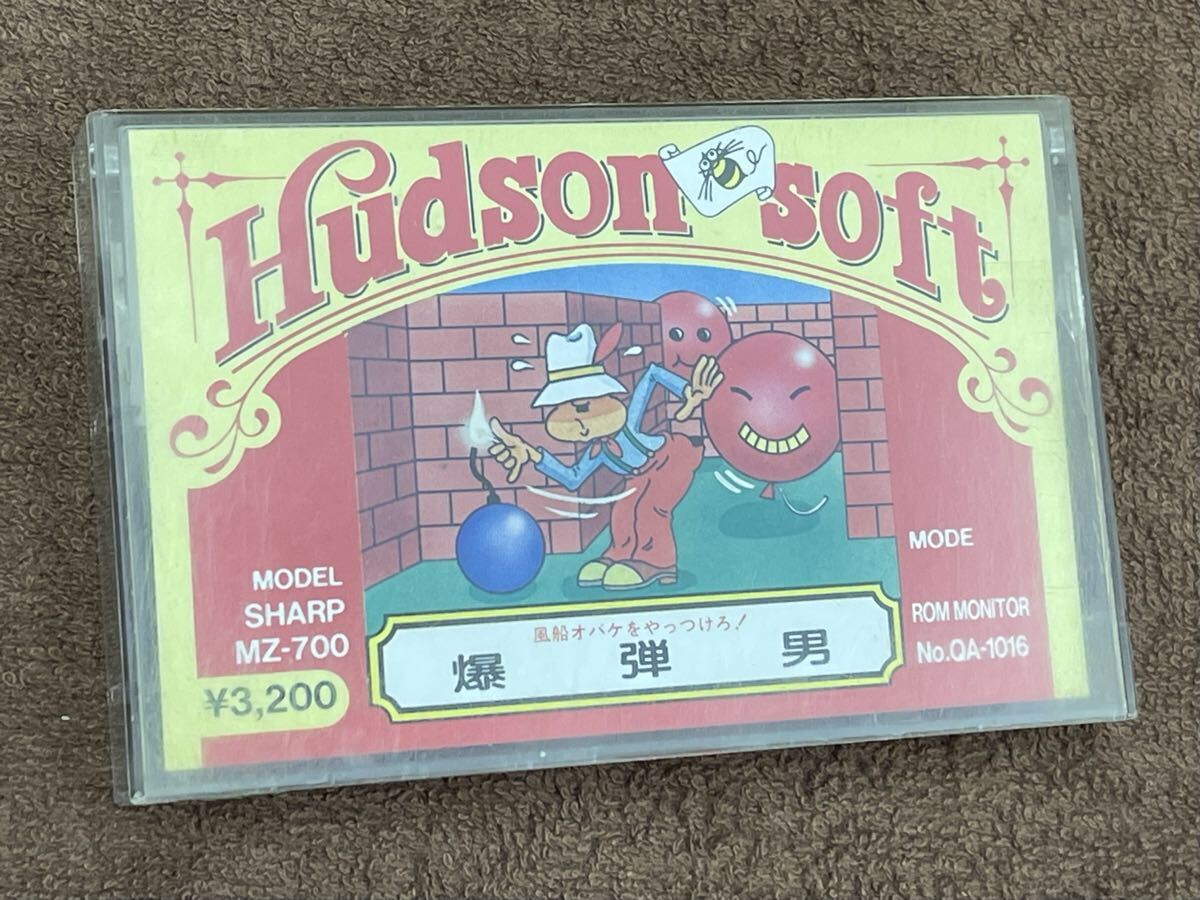 Hudson soft
MODEL
SHARP
MZ-700
¥3,200
風船オバケをやっつけろ!
爆弾男
MODE
ROM MONITOR
No.QA-1016